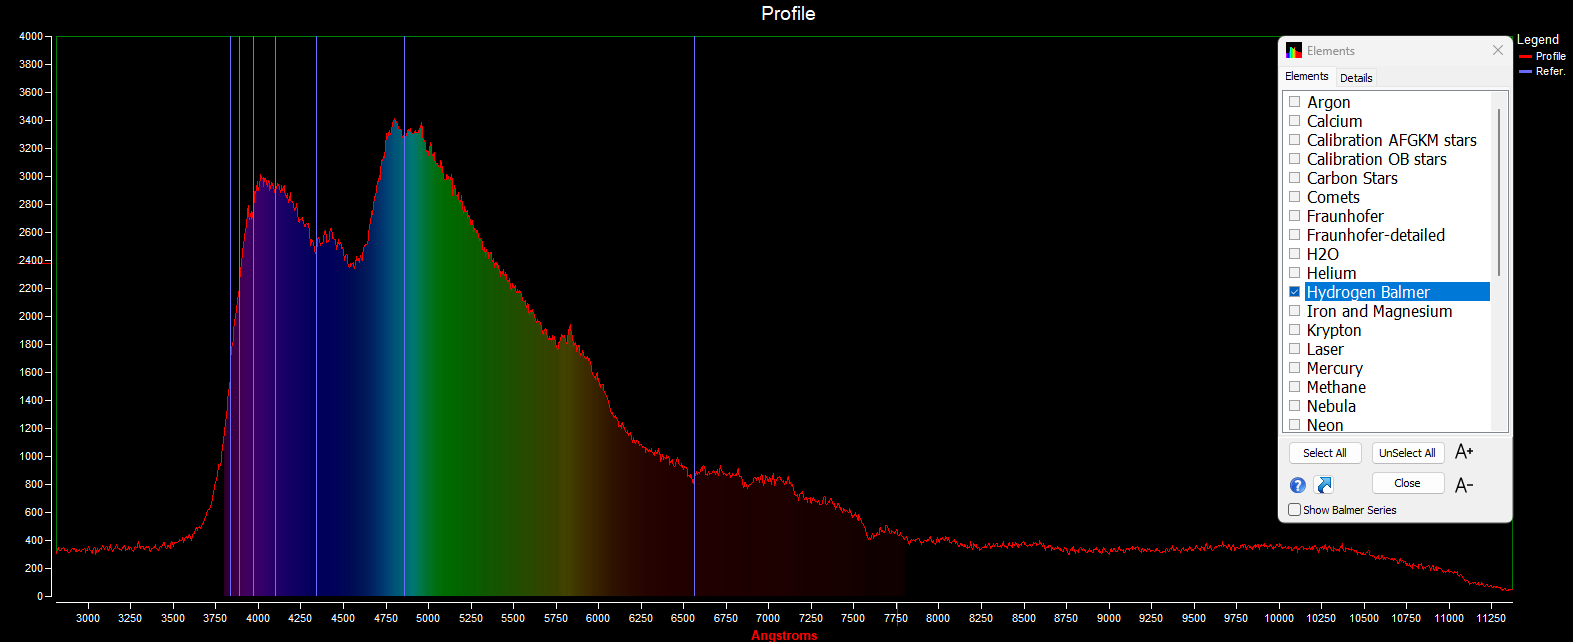 Profile
4000
3800
3600
3400
3200
3000
2800
2600
2400
2200
2000
1800
1600
1400
1200
1000
800
600
400
200
0
3000 3250 3500 3750 4000 4250 4500 4750 5000 5250 5500 5750 6000 6250 6500 6750 7000 7250 7500 7750 8000 8250 8500 8750 9000 9250 9500 9750 10000 10250 10500 10750 11000 11250
Angstroms
Legend
Profile
Refer.
Elements
Elements Details
Argon
Calcium
Calibration AFGKM stars
Calibration OB stars
Carbon Stars
Comets
Fraunhofer
Fraunhofer-detailed
H2O
Helium
Hydrogen Balmer
Iron and Magnesium
Krypton
Laser
Mercury
Methane
Nebula
Neon
Select All UnSelect All A+
? Close A-
Show Balmer Series